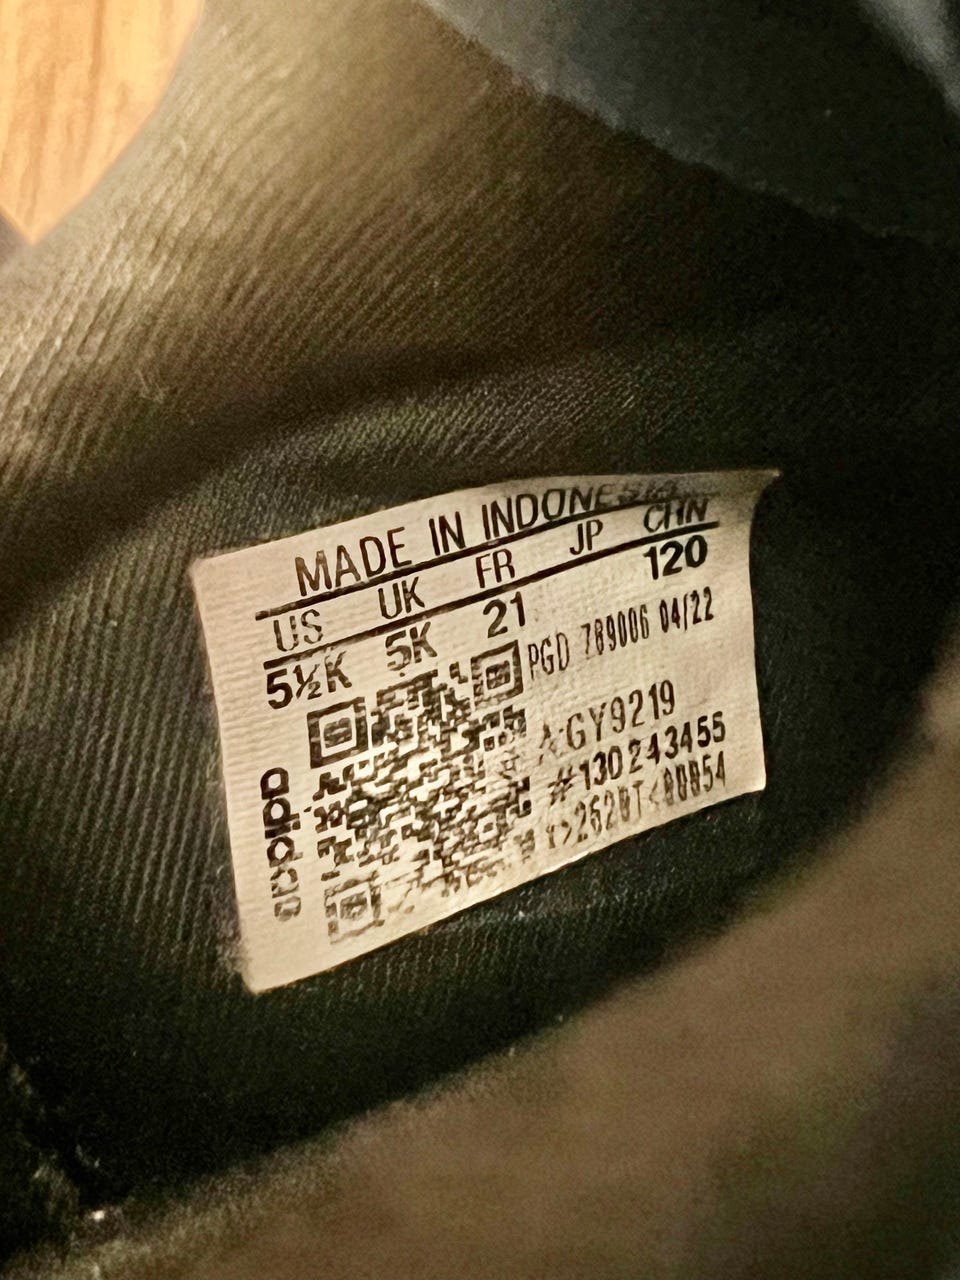 MADE IN INDONESIA
US UK FR JP CHN
5½K 5K 21 120
PGD 789006 04/22
A:GY9219
#130243455
adidas